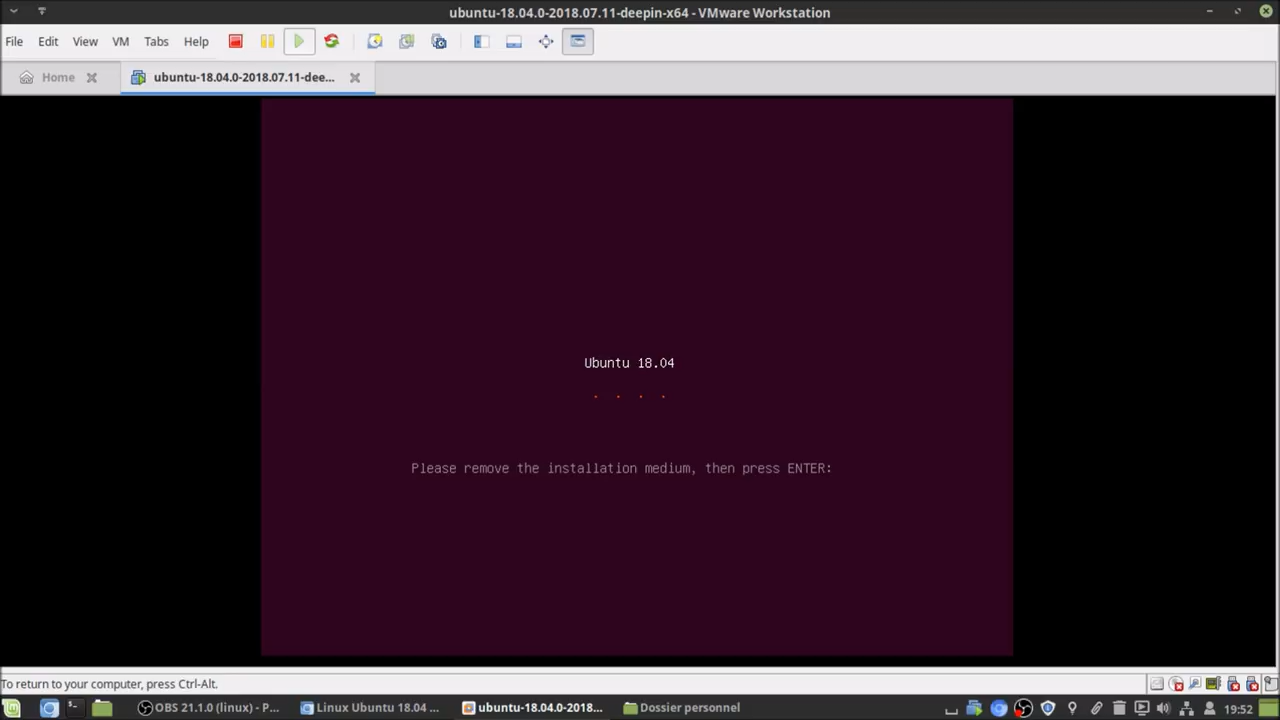 ubuntu-18.04.0-2018.07.11-deepin-x64 - VMware Workstation
File Edit View VM Tabs Help
Home ubuntu-18.04.0-2018.07.11-dee...
Ubuntu 18.04
. . . .
Please remove the installation medium, then press ENTER:
To return to your computer, press Ctrl-Alt.
OBS 21.1.0 (linux) - P... Linux Ubuntu 18.04 ... ubuntu-18.04.0-2018... Dossier personnel 19:52